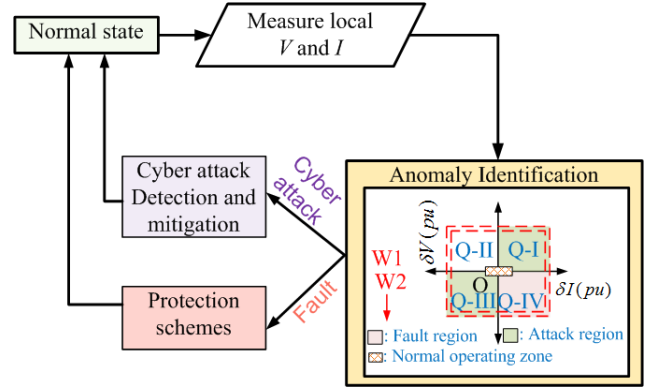 Normal state
Measure local
V and I
Cyber attack
Detection and
mitigation
Cyber
attack
Fault
Protection
schemes
Anomaly Identification
δV(pu)
Q-II
Q-I
W1
W2
O
δI(pu)
Q-III
Q-IV
: Fault region
: Attack region
: Normal operating zone